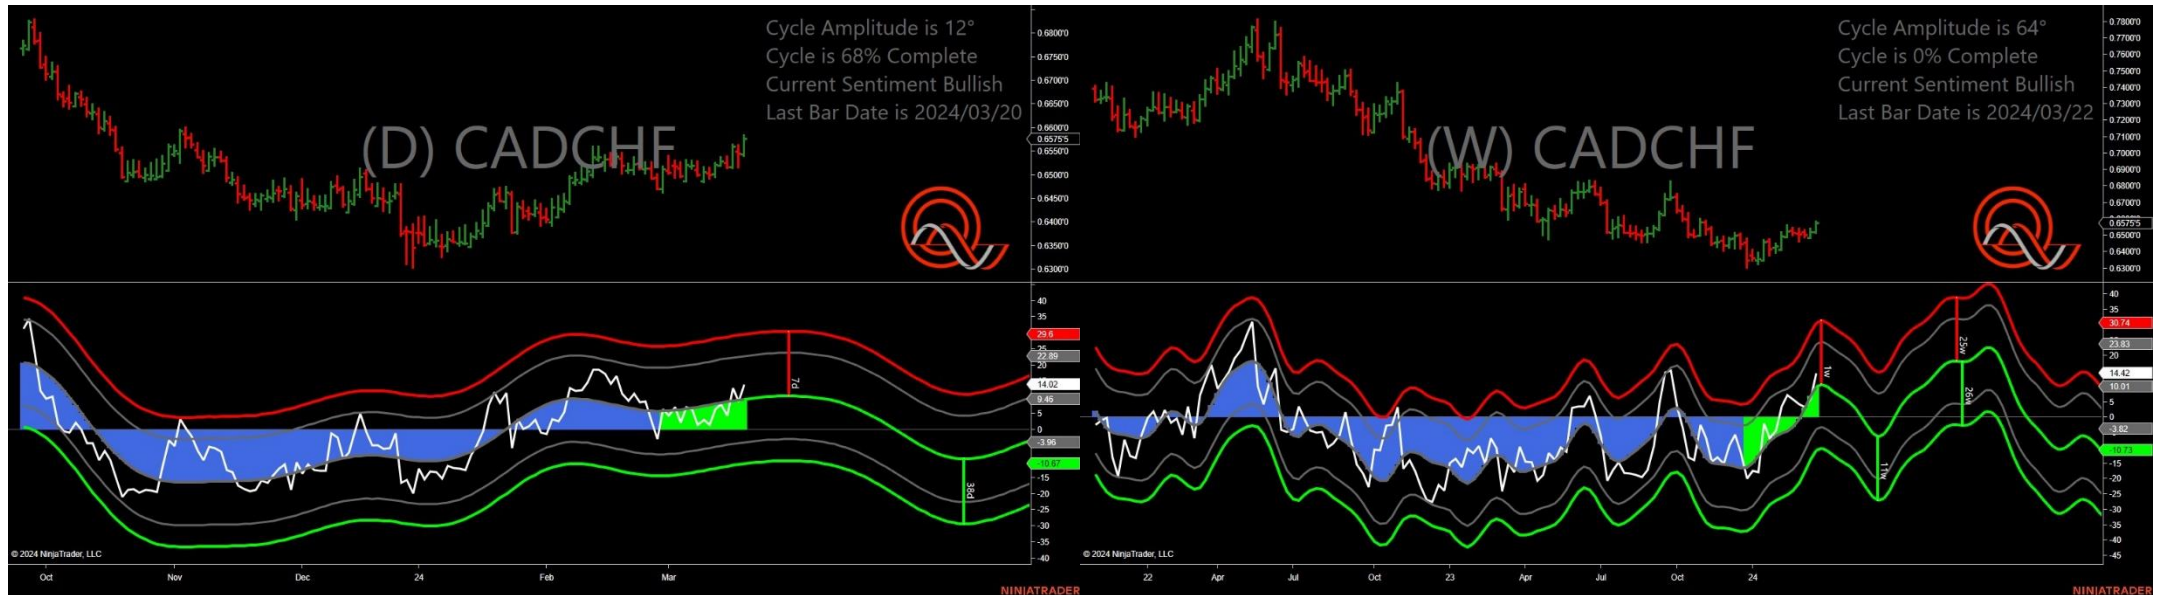 Cycle Amplitude is 12°
Cycle is 68% Complete
Current Sentiment Bullish
Last Bar Date is 2024/03/20
(D) CADCHF
0.6800'0
0.6750'0
0.6700'0
0.6650'0
0.6600'0
0.6575'5
0.6550'0
0.6500'0
0.6450'0
0.6400'0
0.6350'0
0.6300'0
40
35
29.6
25
22.89
20
14.02
9.46
5
0
-3.96
-10.67
-15
-20
-25
-30
-35
-40
7d
38d
© 2024 NinjaTrader, LLC
Oct Nov Dec 24 Feb Mar
NINJATRADER
Cycle Amplitude is 64°
Cycle is 0% Complete
Current Sentiment Bullish
Last Bar Date is 2024/03/22
(W) CADCHF
0.7800'0
0.7700'0
0.7600'0
0.7500'0
0.7400'0
0.7300'0
0.7200'0
0.7100'0
0.7000'0
0.6900'0
0.6800'0
0.6700'0
0.6575'5
0.6500'0
0.6400'0
0.6300'0
40
35
30.74
23.83
20
14.42
10.01
5
0
-3.82
-10.73
-15
-20
-25
-30
-35
-40
-45
1w
25w
26w
11w
© 2024 NinjaTrader, LLC
22 Apr Jul Oct 23 Apr Jul Oct 24
NINJATRADER